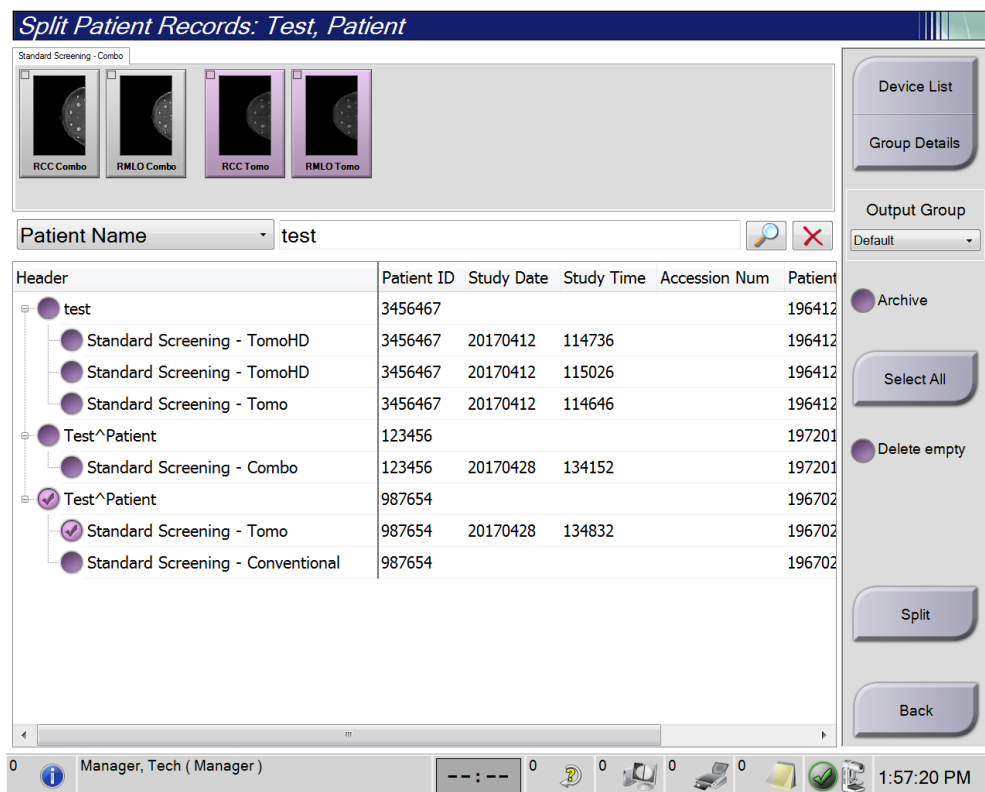 Split Patient Records: Test, Patient
Standard Screening - Combo
RCC Combo RMLO Combo RCC Tomo RMLO Tomo
Device List
Group Details
Output Group
Default
Patient Name test
Header Patient ID Study Date Study Time Accession Num Patient
test 3456467 196412
Standard Screening - TomoHD 3456467 20170412 114736 196412
Standard Screening - TomoHD 3456467 20170412 115026 196412
Standard Screening - Tomo 3456467 20170412 114646 196412
Test^Patient 123456 197201
Standard Screening - Combo 123456 20170428 134152 197201
Test^Patient 987654 196702
Standard Screening - Tomo 987654 20170428 134832 196702
Standard Screening - Conventional 987654 196702
Archive
Select All
Delete empty
Split
Back
0 Manager, Tech ( Manager ) --:-- 0 0 0 0 1:57:20 PM